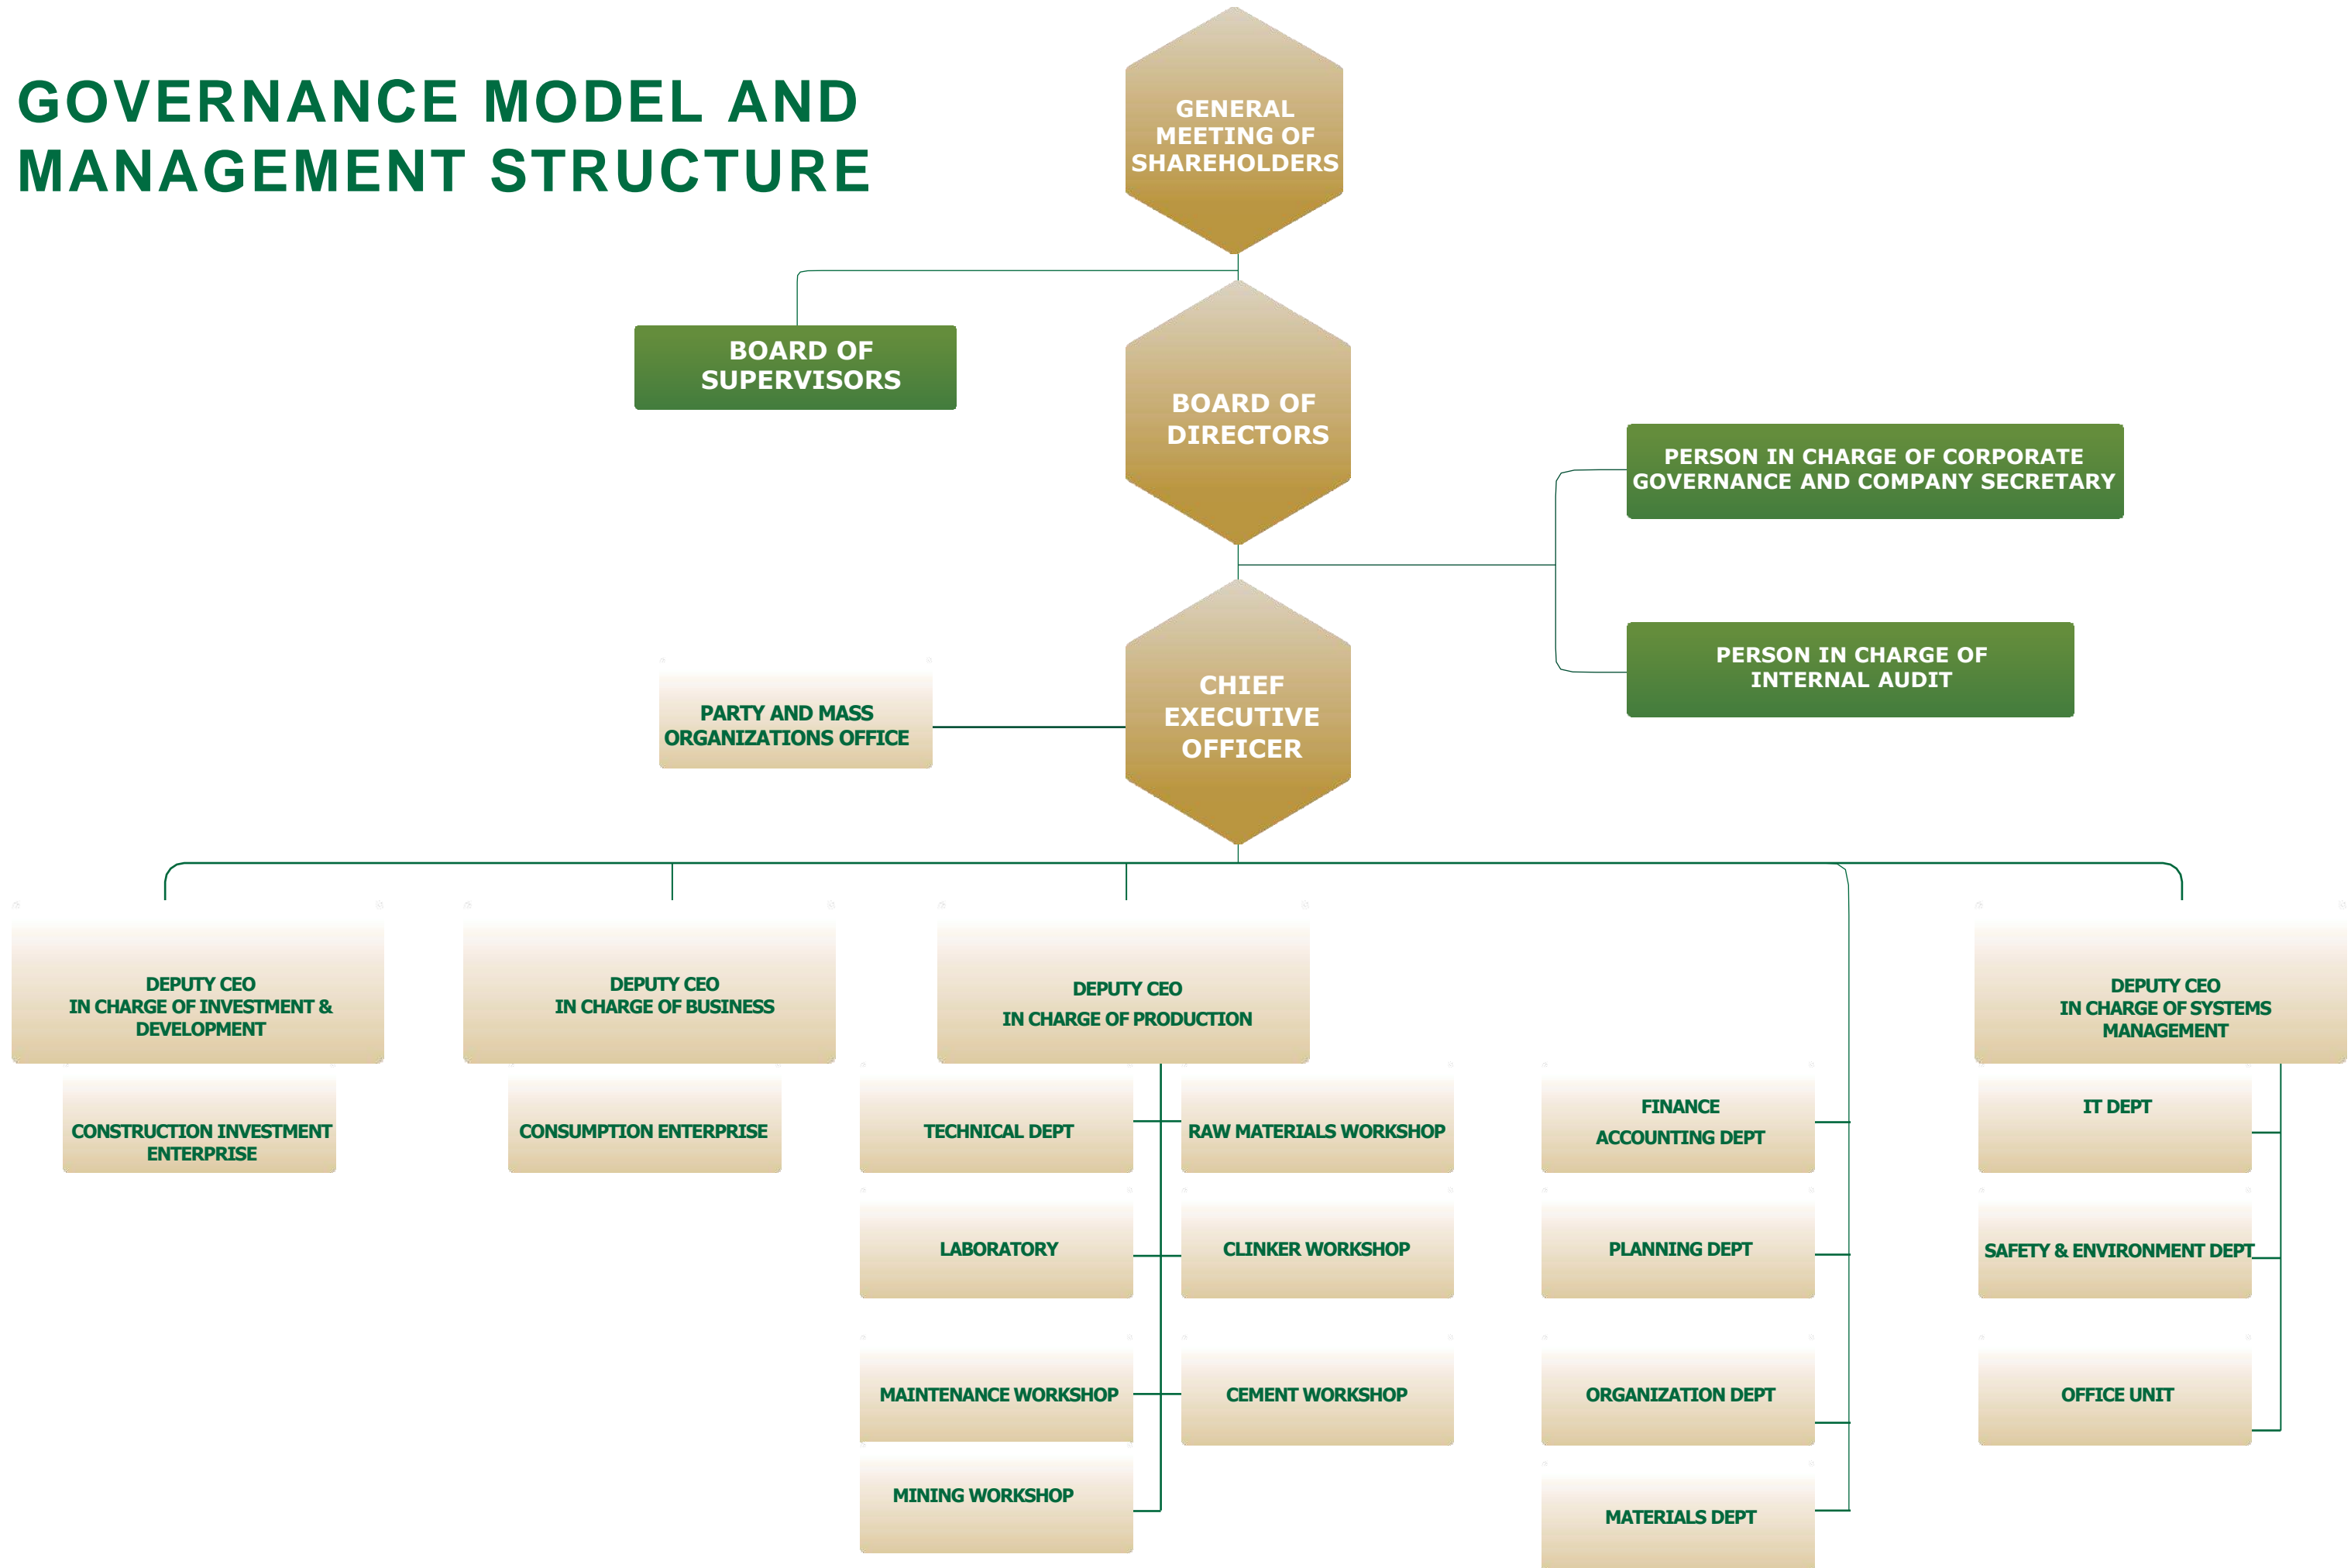 GOVERNANCE MODEL AND
MANAGEMENT STRUCTURE
GENERAL
MEETING OF
SHAREHOLDERS
BOARD OF
SUPERVISORS
BOARD OF
DIRECTORS
PERSON IN CHARGE OF CORPORATE
GOVERNANCE AND COMPANY SECRETARY
PERSON IN CHARGE OF
INTERNAL AUDIT
CHIEF
EXECUTIVE
OFFICER
PARTY AND MASS
ORGANIZATIONS OFFICE
DEPUTY CEO
IN CHARGE OF INVESTMENT &
DEVELOPMENT
DEPUTY CEO
IN CHARGE OF BUSINESS
DEPUTY CEO
IN CHARGE OF PRODUCTION
DEPUTY CEO
IN CHARGE OF SYSTEMS
MANAGEMENT
CONSTRUCTION INVESTMENT
ENTERPRISE
CONSUMPTION ENTERPRISE
TECHNICAL DEPT
RAW MATERIALS WORKSHOP
FINANCE
ACCOUNTING DEPT
IT DEPT
LABORATORY
CLINKER WORKSHOP
PLANNING DEPT
SAFETY & ENVIRONMENT DEPT
MAINTENANCE WORKSHOP
CEMENT WORKSHOP
ORGANIZATION DEPT
OFFICE UNIT
MINING WORKSHOP
MATERIALS DEPT